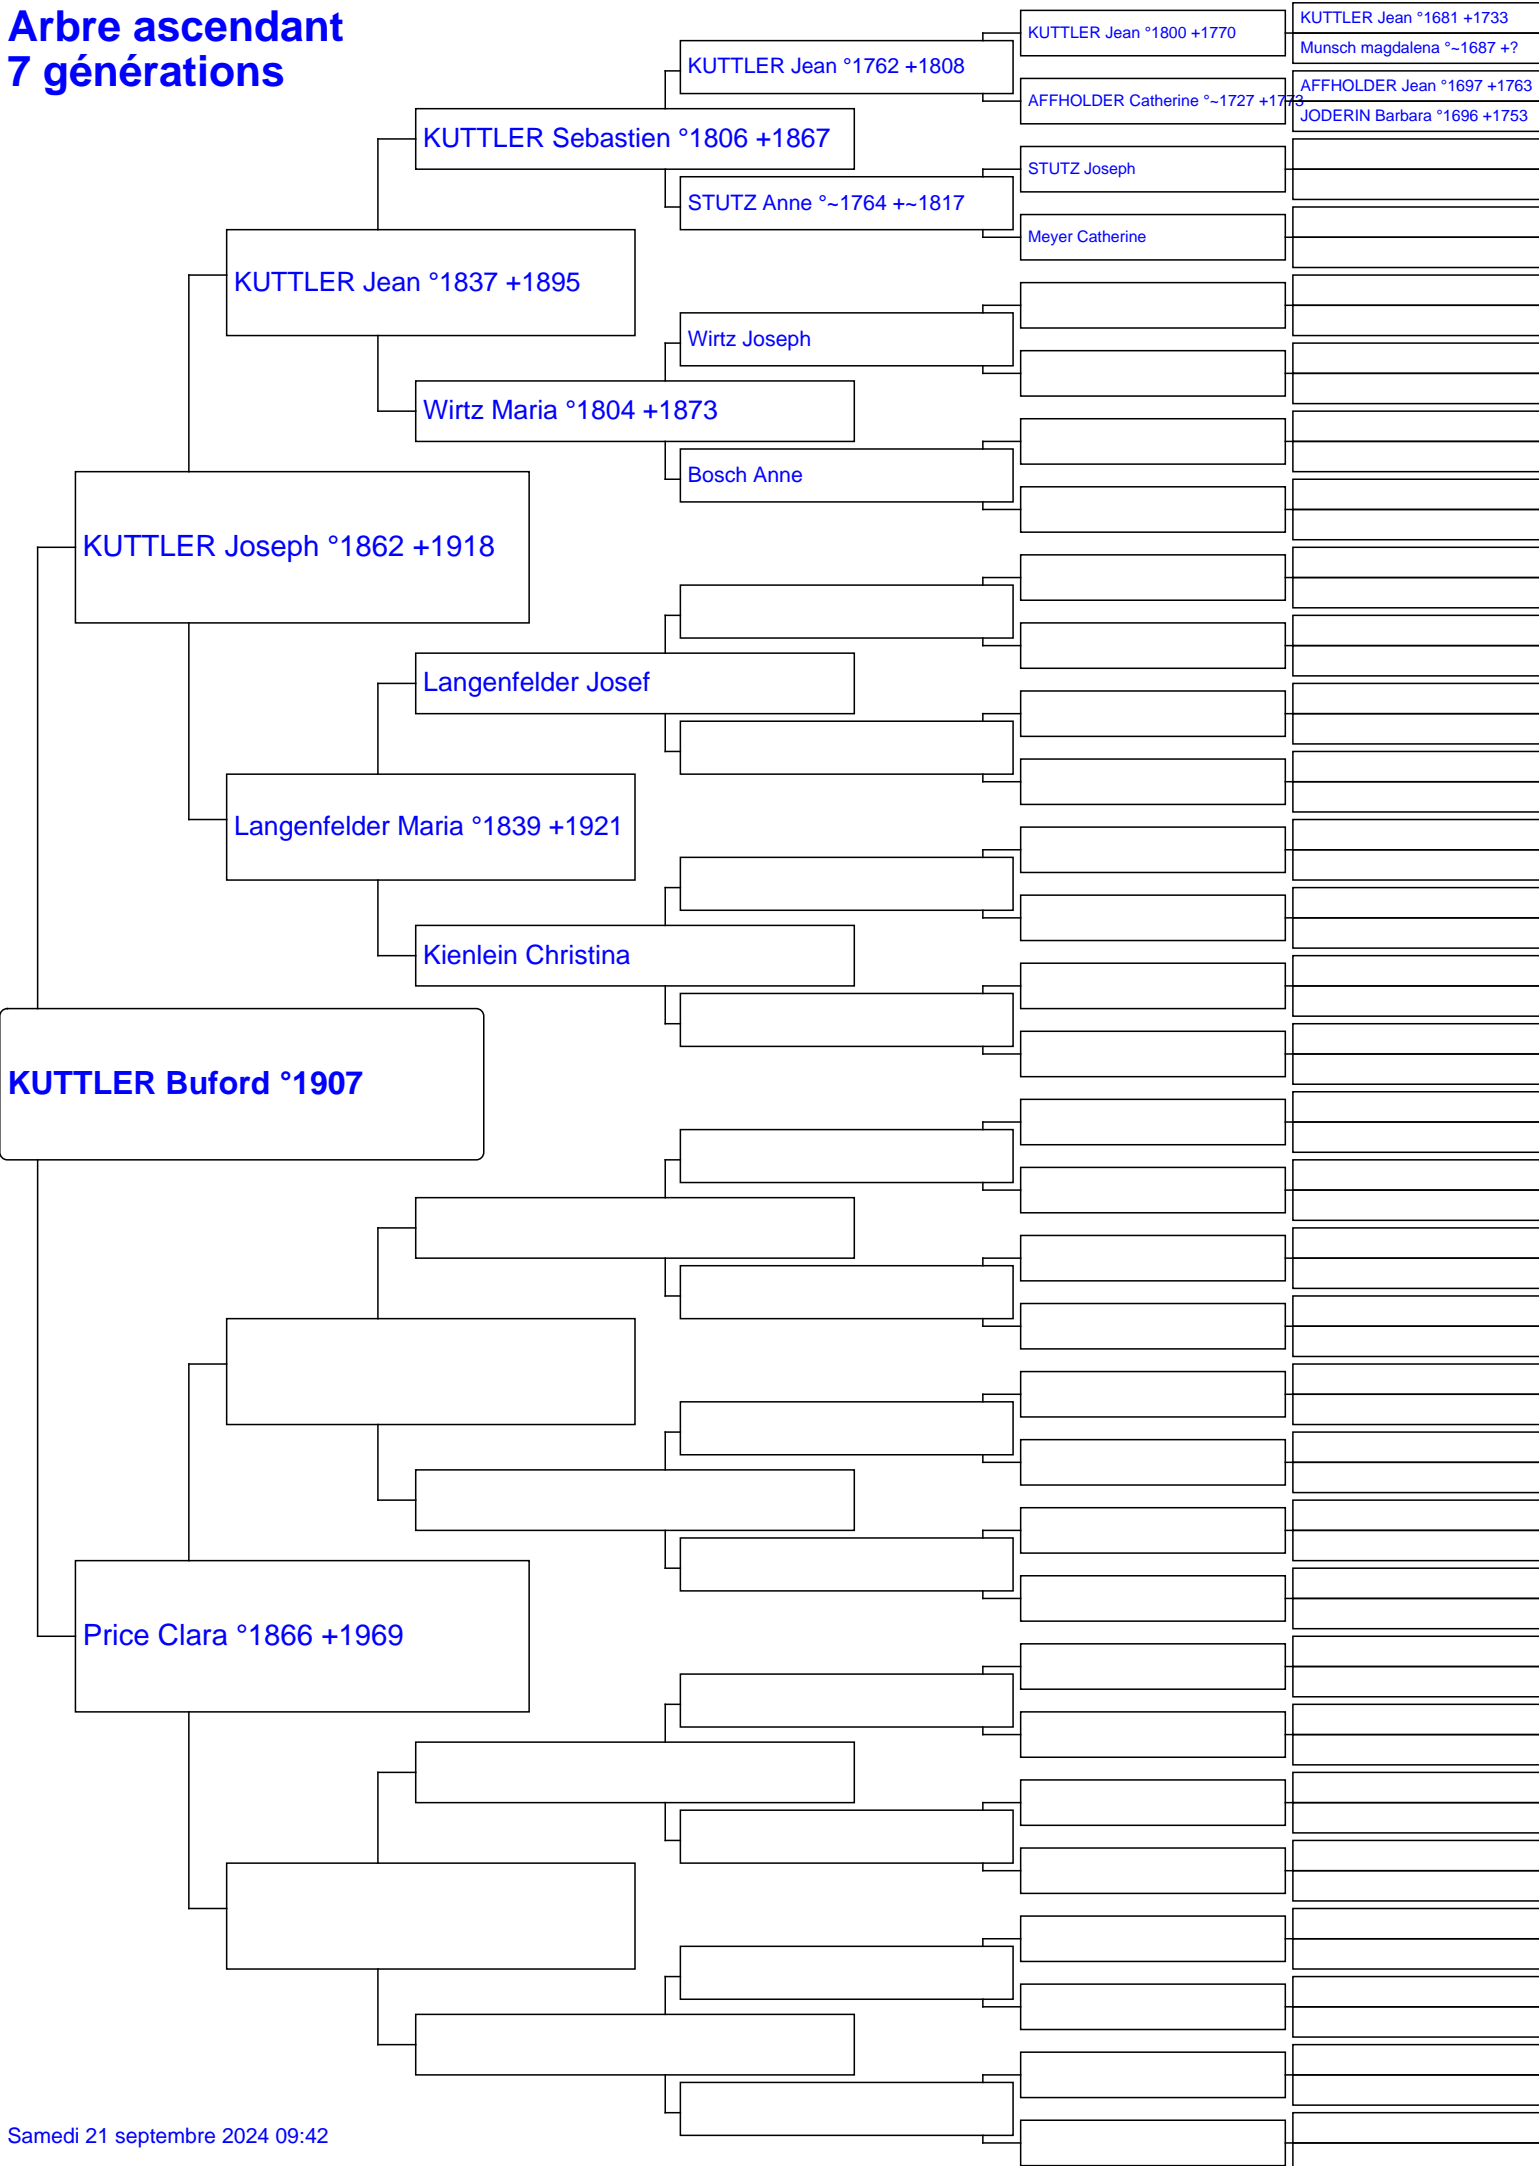 Arbre ascendant
7 générations
KUTTLER Jean °1681 +1733
KUTTLER Jean °1800 +1770
Munsch magdalena °~1687 +?
KUTTLER Jean °1762 +1808
AFFHOLDER Jean °1697 +1763
AFFHOLDER Catherine °~1727 +1773
JODERIN Barbara °1696 +1753
KUTTLER Sebastien °1806 +1867
STUTZ Joseph
STUTZ Anne °~1764 +~1817
Meyer Catherine
KUTTLER Jean °1837 +1895
Wirtz Joseph
Wirtz Maria °1804 +1873
Bosch Anne
KUTTLER Joseph °1862 +1918
Langenfelder Josef
Langenfelder Maria °1839 +1921
Kienlein Christina
KUTTLER Buford °1907
Price Clara °1866 +1969
Samedi 21 septembre 2024 09:42